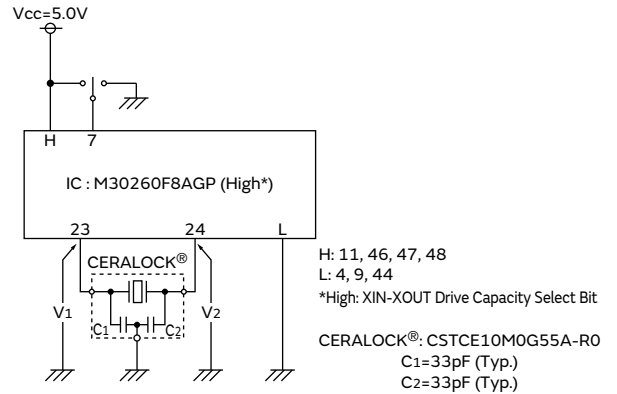 Vcc=5.0V
H 7
IC : M30260F8AGP (High*)
23 24 L
CERALOCK®
V1 C1 C2 V2
H: 11, 46, 47, 48
L: 4, 9, 44
*High: XIN-XOUT Drive Capacity Select Bit
CERALOCK®: CSTCE10M0G55A-R0
C1=33pF (Typ.)
C2=33pF (Typ.)